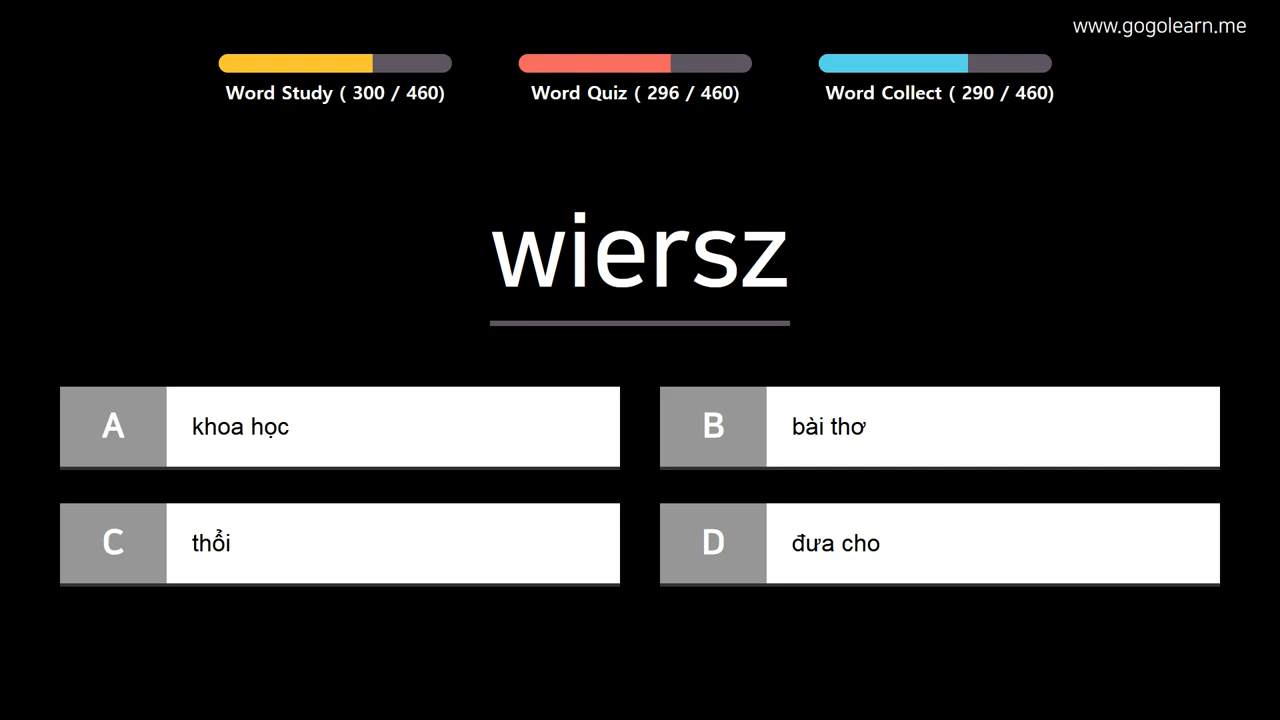 www.gogolearn.me
Word Study ( 300 / 460)
Word Quiz ( 296 / 460)
Word Collect ( 290 / 460)
wiersz
A khoa học
B bài thơ
C thổi
D đưa cho